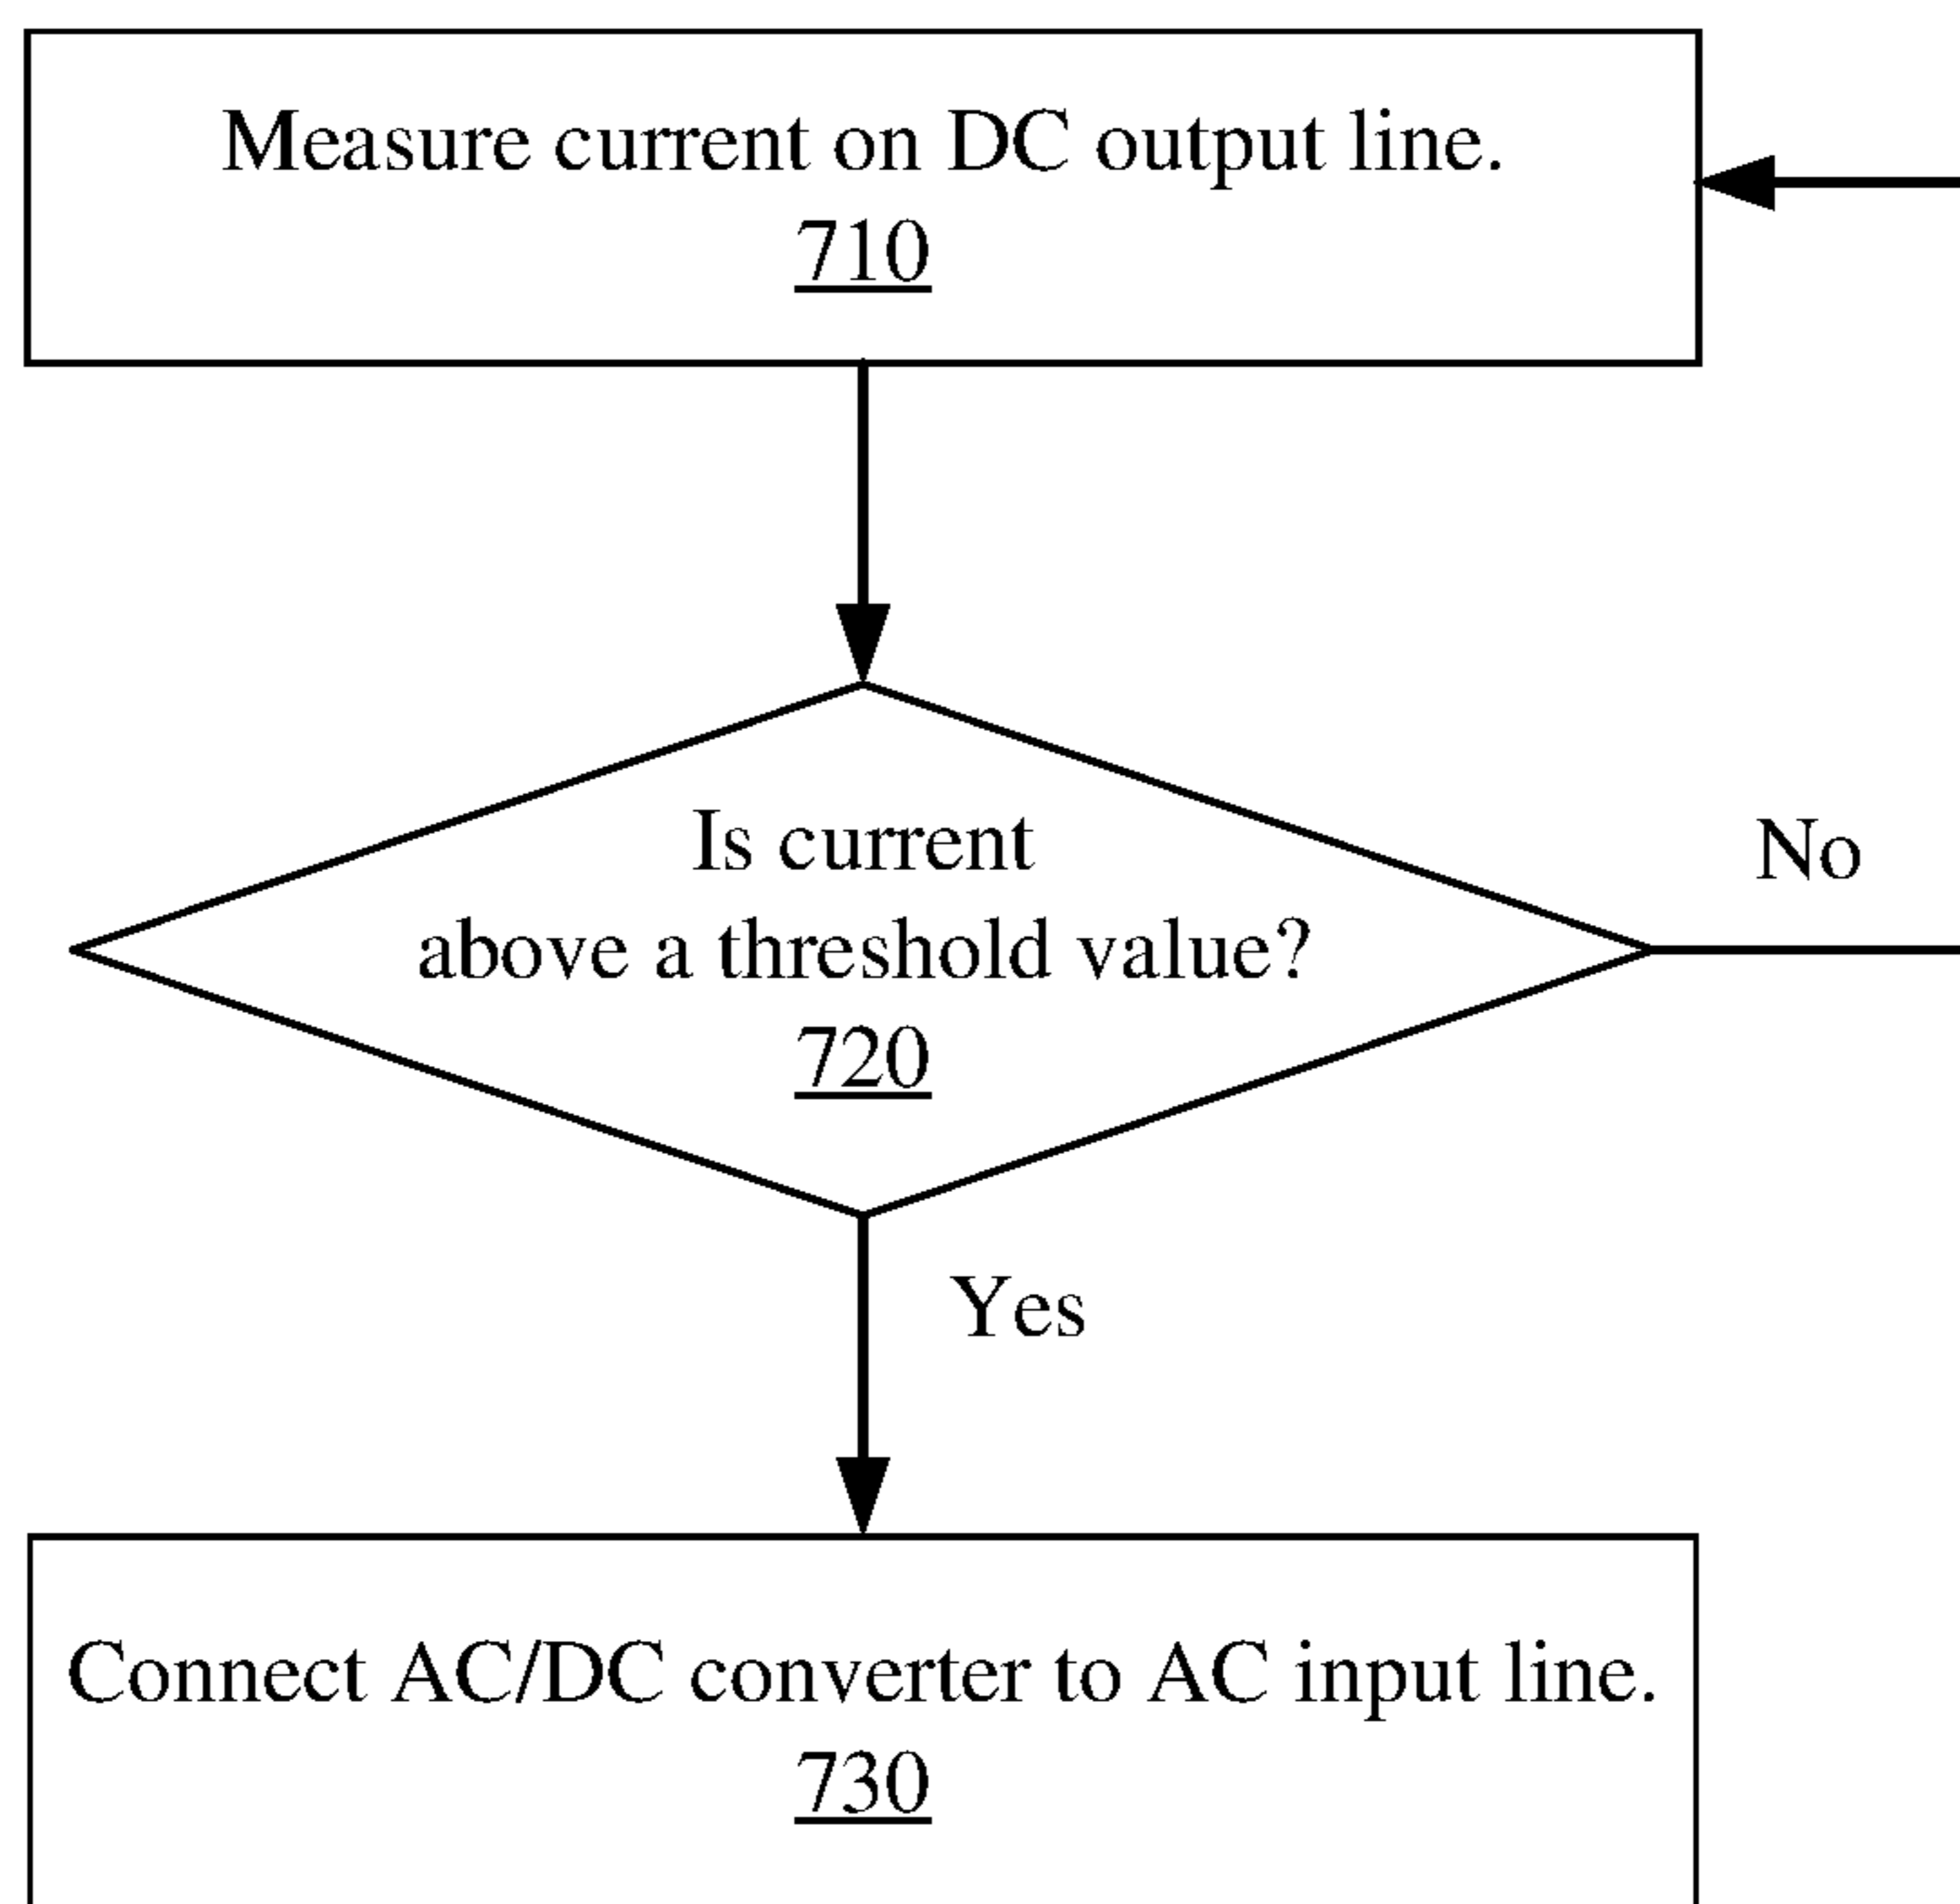 Measure current on DC output line.
710
Is current
above a threshold value?
720
No
Yes
Connect AC/DC converter to AC input line.
730